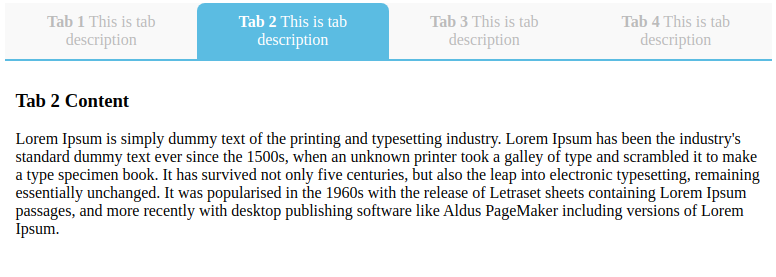 Tab 1 This is tab
description
Tab 2 This is tab
description
Tab 3 This is tab
description
Tab 4 This is tab
description
Tab 2 Content
Lorem Ipsum is simply dummy text of the printing and typesetting industry. Lorem Ipsum has been the industry's
standard dummy text ever since the 1500s, when an unknown printer took a galley of type and scrambled it to make
a type specimen book. It has survived not only five centuries, but also the leap into electronic typesetting, remaining
essentially unchanged. It was popularised in the 1960s with the release of Letraset sheets containing Lorem Ipsum
passages, and more recently with desktop publishing software like Aldus PageMaker including versions of Lorem
Ipsum.